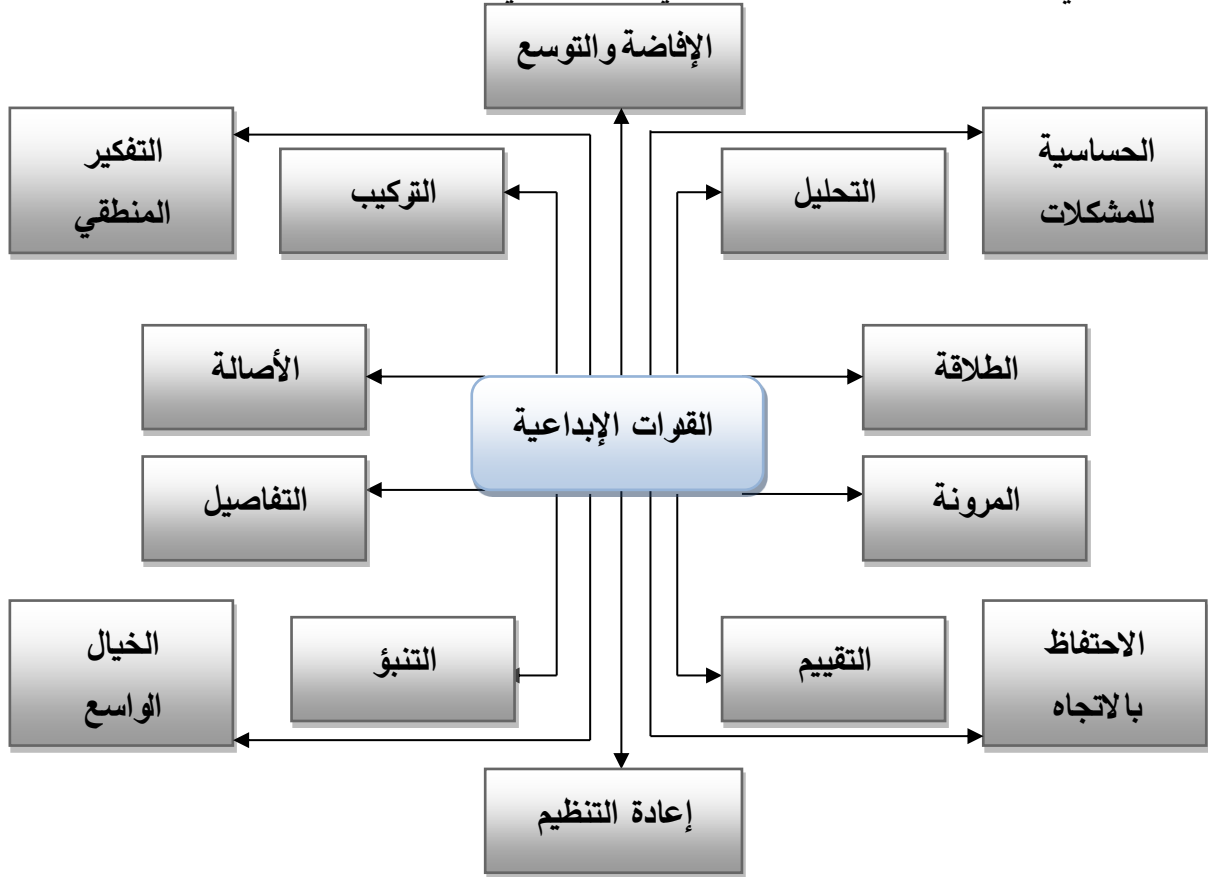 الإفاضة والتوسع
الحساسية
للمشكلات
التحليل
التركيب
التفكير
المنطقي
الطلاقة
الأصالة
القدرات الإبداعية
المرونة
التفاصيل
الاحتفاظ
بالاتجاه
التقييم
التنبؤ
الخيال
الواسع
إعادة التنظيم